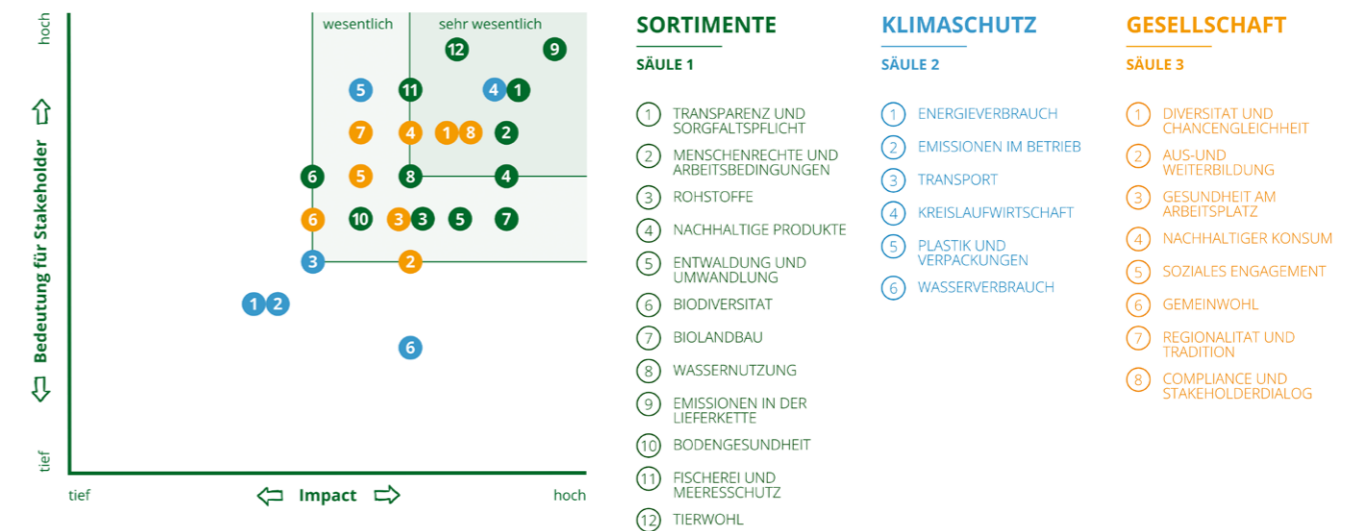 hoch
Bedeutung für Stakeholder
tief
wesentlich
sehr wesentlich
12
9
5
11
4
1
7
4
1
8
2
6
5
8
4
6
10
3
3
5
7
3
2
1
2
6
tief
Impact
hoch
SORTIMENTE
SÄULE 1
1 TRANSPARENZ UND
SORGFALTSPFLICHT
2 MENSCHENRECHTE UND
ARBEITSBEDINGUNGEN
3 ROHSTOFFE
4 NACHHALTIGE PRODUKTE
5 ENTWALDUNG UND
UMWANDLUNG
6 BIODIVERSITAT
7 BIOLANDBAU
8 WASSERNUTZUNG
9 EMISSIONEN IN DER
LIEFERKETTE
10 BODENGESUNDHEIT
11 FISCHEREI UND
MEERESSCHUTZ
12 TIERWOHL
KLIMASCHUTZ
SÄULE 2
1 ENERGIEVERBRAUCH
2 EMISSIONEN IM BETRIEB
3 TRANSPORT
4 KREISLAUFWIRTSCHAFT
5 PLASTIK UND
VERPACKUNGEN
6 WASSERVERBRAUCH
GESELLSCHAFT
SÄULE 3
1 DIVERSITAT UND
CHANCENGLEICHHEIT
2 AUS-UND
WEITERBILDUNG
3 GESUNDHEIT AM
ARBEITSPLATZ
4 NACHHALTIGER KONSUM
5 SOZIALES ENGAGEMENT
6 GEMEINWOHL
7 REGIONALITAT UND
TRADITION
8 COMPLIANCE UND
STAKEHOLDERDIALOG